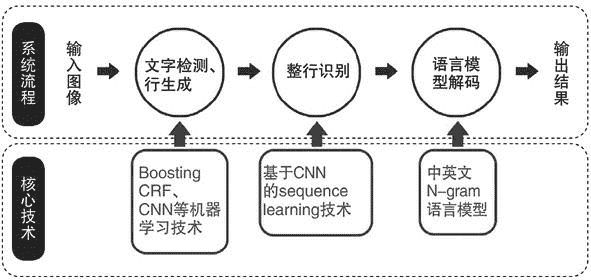 系统流程
输入图像
文字检测、
行生成
整行识别
语言模
型解码
输出结果
核心技术
Boosting
CRF、
CNN等机器
学习技术
基于CNN
的sequence
learning技术
中英文
N-gram
语言模型